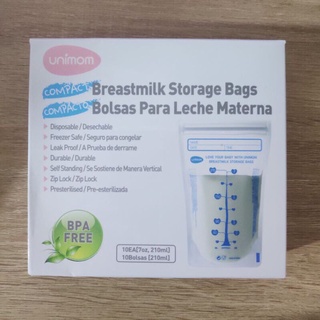 unimom
COMPACT Breastmilk Storage Bags
COMPACTO Bolsas Para Leche Materna
• Disposable / Desechable
• Freezer Safe / Seguro para congelar
• Leak Proof / A Prueba de derrame
• Durable / Durable
• Self Standing / Se Sostiene de Manera Vertical
• Zip Lock / Zip Lock
• Presterilised / Pre-esterilizada
BPA
FREE
10EA[7oz, 210ml]
10Bolsas [210ml]